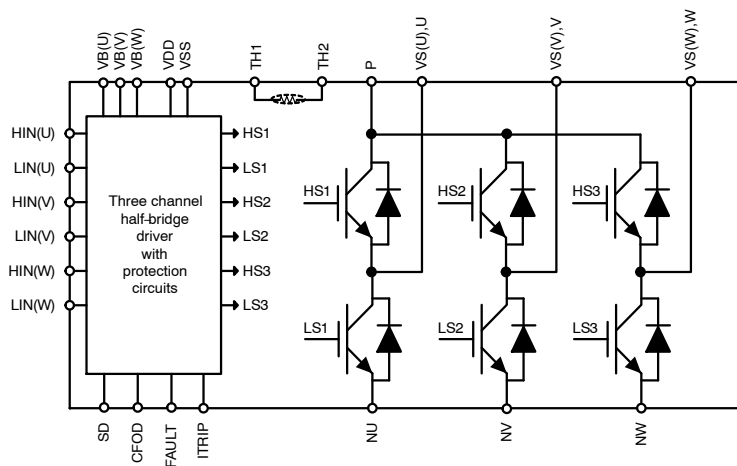 VB(U)
VB(V)
VB(W)
VDD
VSS
TH1
TH2
P
VS(U),U
VS(V),V
VS(W),W
HIN(U)
LIN(U)
HIN(V)
LIN(V)
HIN(W)
LIN(W)
Three channel
half-bridge
driver
with
protection
circuits
HS1
LS1
HS2
LS2
HS3
LS3
HS1
HS2
HS3
LS1
LS2
LS3
SD
CFOD
FAULT
ITRIP
NU
NV
NW